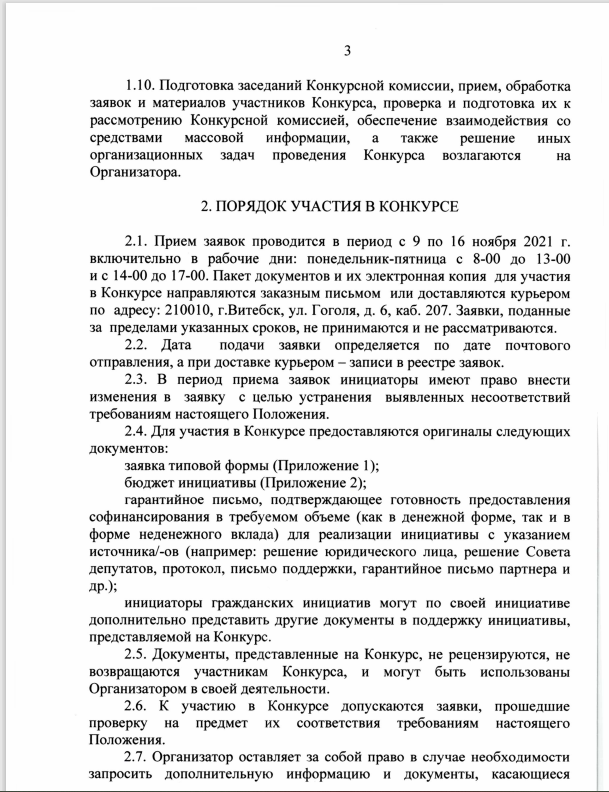 3
1.10. Подготовка заседаний Конкурсной комиссии, прием, обработка
заявок и материалов участников Конкурса, проверка и подготовка их к
рассмотрению Конкурсной комиссией, обеспечение взаимодействия со
средствами массовой информации, а также решение иных
организационных задач проведения Конкурса возлагаются на
Организатора.
2. ПОРЯДОК УЧАСТИЯ В КОНКУРСЕ
2.1. Прием заявок проводится в период с 9 по 16 ноября 2021 г.
включительно в рабочие дни: понедельник-пятница с 8-00 до 13-00
и с 14-00 до 17-00. Пакет документов и их электронная копия для участия
в Конкурсе направляются заказным письмом или доставляются курьером
по адресу: 210010, г.Витебск, ул. Гоголя, д. 6, каб. 207. Заявки, поданные
за пределами указанных сроков, не принимаются и не рассматриваются.
2.2. Дата подачи заявки определяется по дате почтового
отправления, а при доставке курьером – записи в реестре заявок.
2.3. В период приема заявок инициаторы имеют право внести
изменения в заявку с целью устранения выявленных несоответствий
требованиям настоящего Положения.
2.4. Для участия в Конкурсе предоставляются оригиналы следующих
документов:
заявка типовой формы (Приложение 1);
бюджет инициативы (Приложение 2);
гарантийное письмо, подтверждающее готовность предоставления
софинансирования в требуемом объеме (как в денежной форме, так и в
форме неденежного вклада) для реализации инициативы с указанием
источника/-ов (например: решение юридического лица, решение Совета
депутатов, протокол, письмо поддержки, гарантийное письмо партнера и
др.);
инициаторы гражданских инициатив могут по своей инициативе
дополнительно представить другие документы в поддержку инициативы,
представляемой на Конкурс.
2.5. Документы, представленные на Конкурс, не рецензируются, не
возвращаются участникам Конкурса, и могут быть использованы
Организатором в своей деятельности.
2.6. К участию в Конкурсе допускаются заявки, прошедшие
проверку на предмет их соответствия требованиям настоящего
Положения.
2.7. Организатор оставляет за собой право в случае необходимости
запросить дополнительную информацию и документы, касающиеся